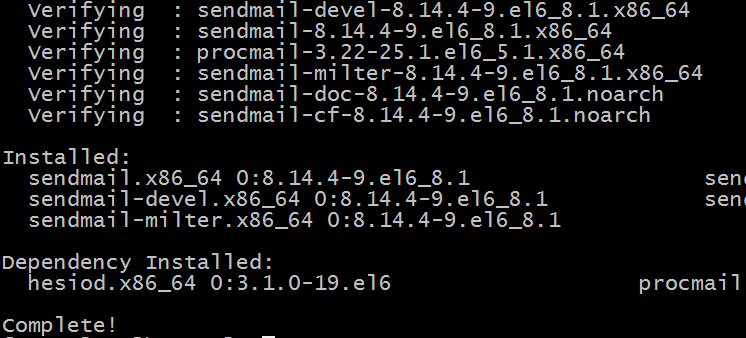 Verifying  : sendmail-devel-8.14.4-9.el6_8.1.x86_64
Verifying  : sendmail-8.14.4-9.el6_8.1.x86_64
Verifying  : procmail-3.22-25.1.el6_5.1.x86_64
Verifying  : sendmail-milter-8.14.4-9.el6_8.1.x86_64
Verifying  : sendmail-doc-8.14.4-9.el6_8.1.noarch
Verifying  : sendmail-cf-8.14.4-9.el6_8.1.noarch
Installed:
sendmail.x86_64 0:8.14.4-9.el6_8.1 sen
sendmail-devel.x86_64 0:8.14.4-9.el6_8.1 sen
sendmail-milter.x86_64 0:8.14.4-9.el6_8.1
Dependency Installed:
hesiod.x86_64 0:3.1.0-19.el6 procmail
Complete!